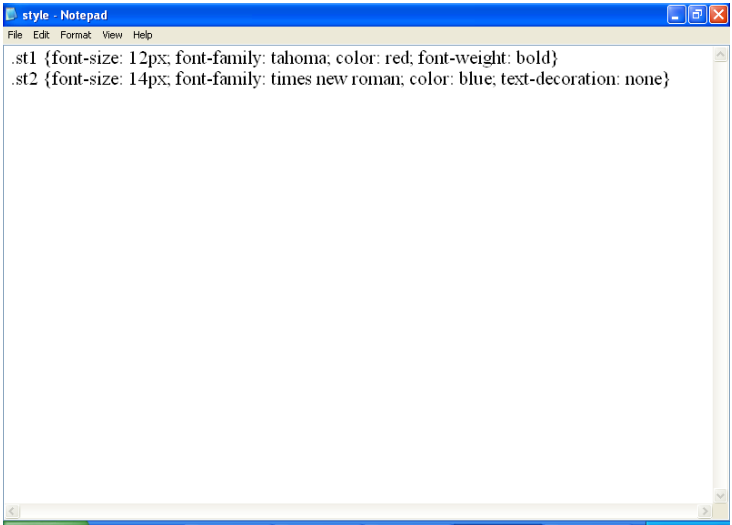 style - Notepad
File Edit Format View Help
.st1 {font-size: 12px; font-family: tahoma; color: red; font-weight: bold}
.st2 {font-size: 14px; font-family: times new roman; color: blue; text-decoration: none}